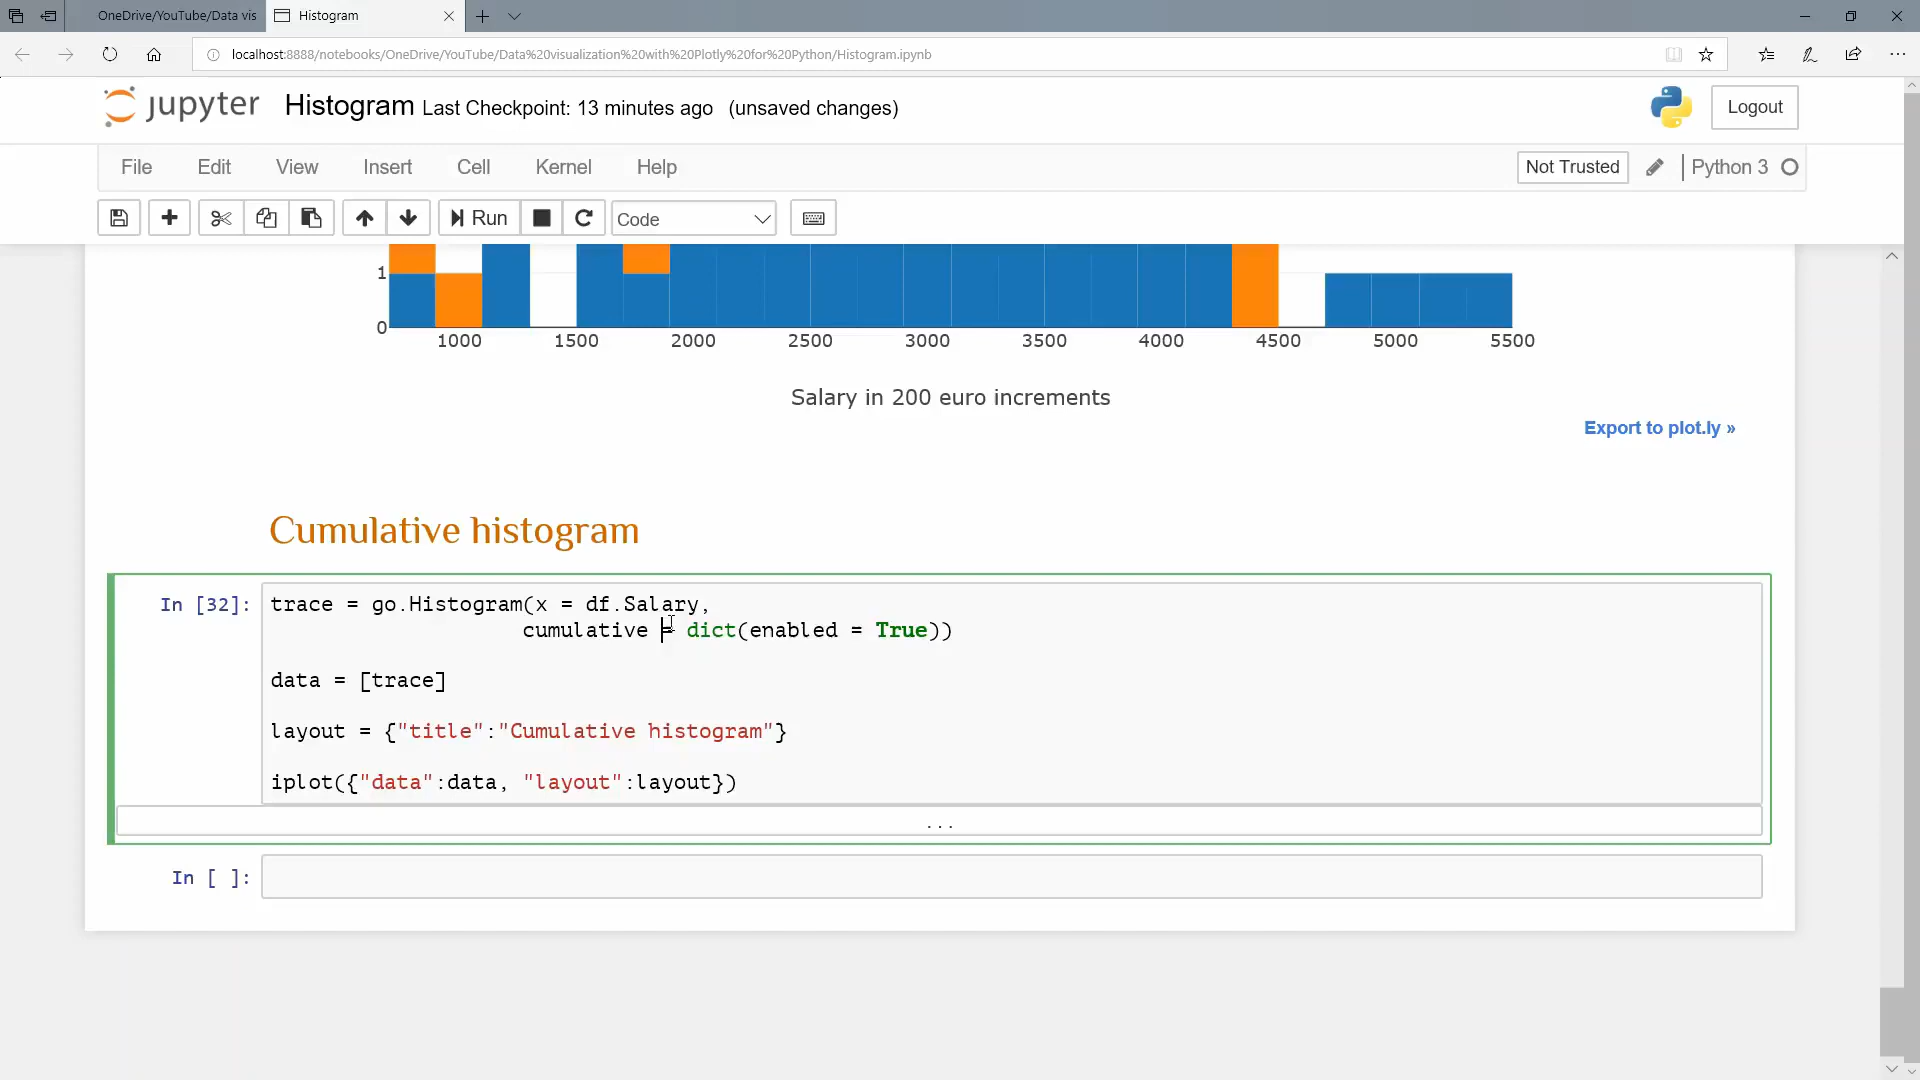 OneDrive/YouTube/Data vis
Histogram
localhost:8888/notebooks/OneDrive/YouTube/Data%20visualization%20with%20Plotly%20for%20Python/Histogram.ipynb
jupyter Histogram Last Checkpoint: 13 minutes ago (unsaved changes)
Logout
File Edit View Insert Cell Kernel Help
Not Trusted
Python 3
Run
Code
1
0
1000 1500 2000 2500 3000 3500 4000 4500 5000 5500
Salary in 200 euro increments
Export to plot.ly »
Cumulative histogram
In [32]:
trace = go.Histogram(x = df.Salary,
cumulative = dict(enabled = True))
data = [trace]
layout = {"title":"Cumulative histogram"}
iplot({"data":data, "layout":layout})
...
In [ ]: